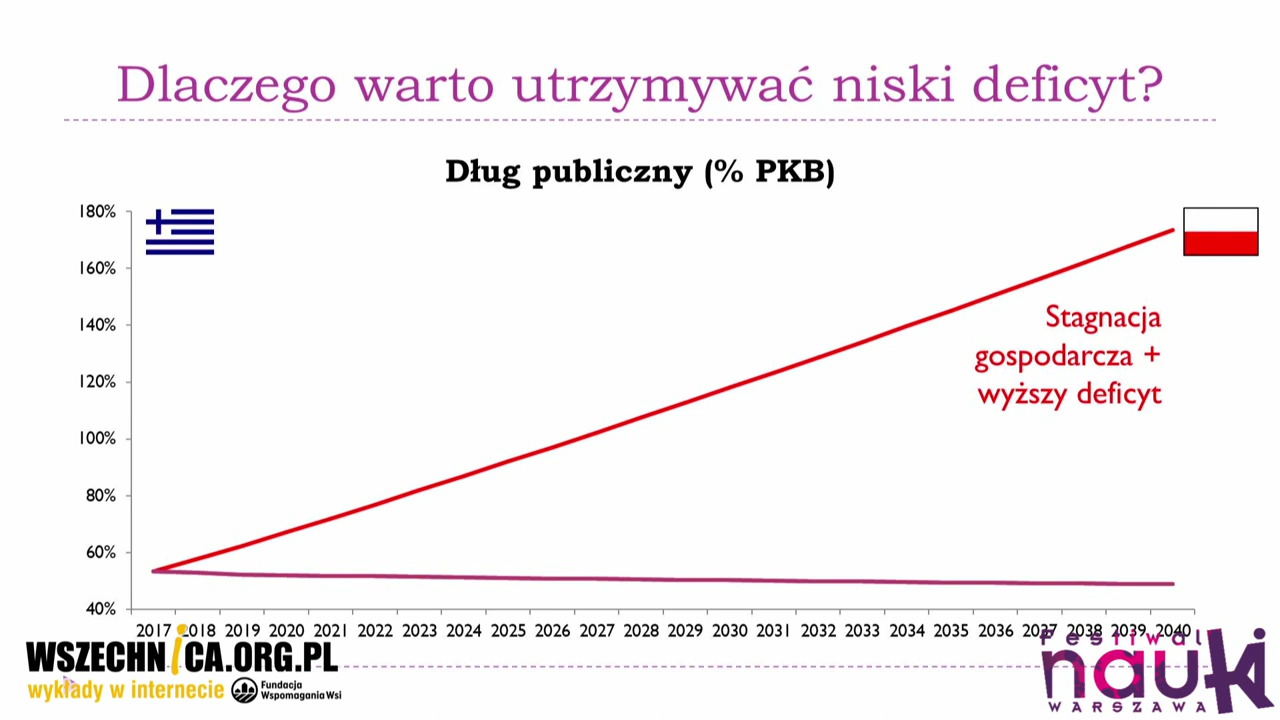 Dlaczego warto utrzymywać niski deficyt?
Dług publiczny (% PKB)
180%
160%
140%
120%
100%
80%
60%
40%
Stagnacja
gospodarcza +
wyższy deficyt
2017 2018 2019 2020 2021 2022 2023 2024 2025 2026 2027 2028 2029 2030 2031 2032 2033 2034 2035 2036 2037 2038 2039 2040
WSZECHNiCA.ORG.PL
wykłady w internecie
Fundacja
Wspomagania Wsi
Festiwal
nauki
WARSZAWA